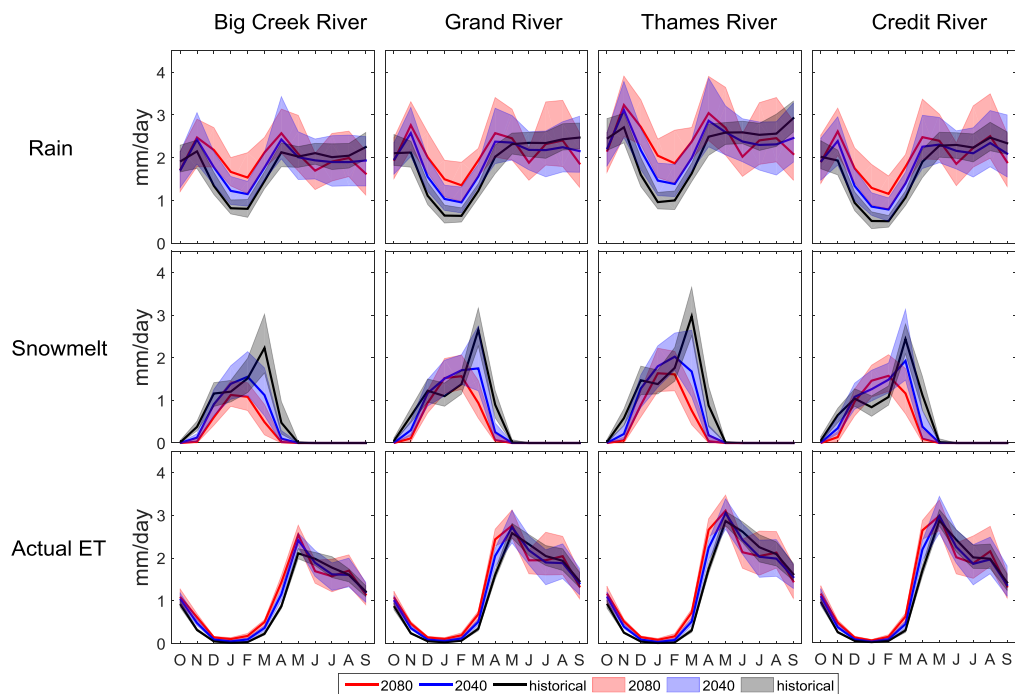 Big Creek River Grand River Thames River Credit River
Rain
mm/day
4
3
2
1
0
Snowmelt
mm/day
4
3
2
1
0
Actual ET
mm/day
4
3
2
1
0
O N D J F M A M J J A S O N D J F M A M J J A S O N D J F M A M J J A S O N D J F M A M J J A S
2080 2040 historical 2080 2040 historical